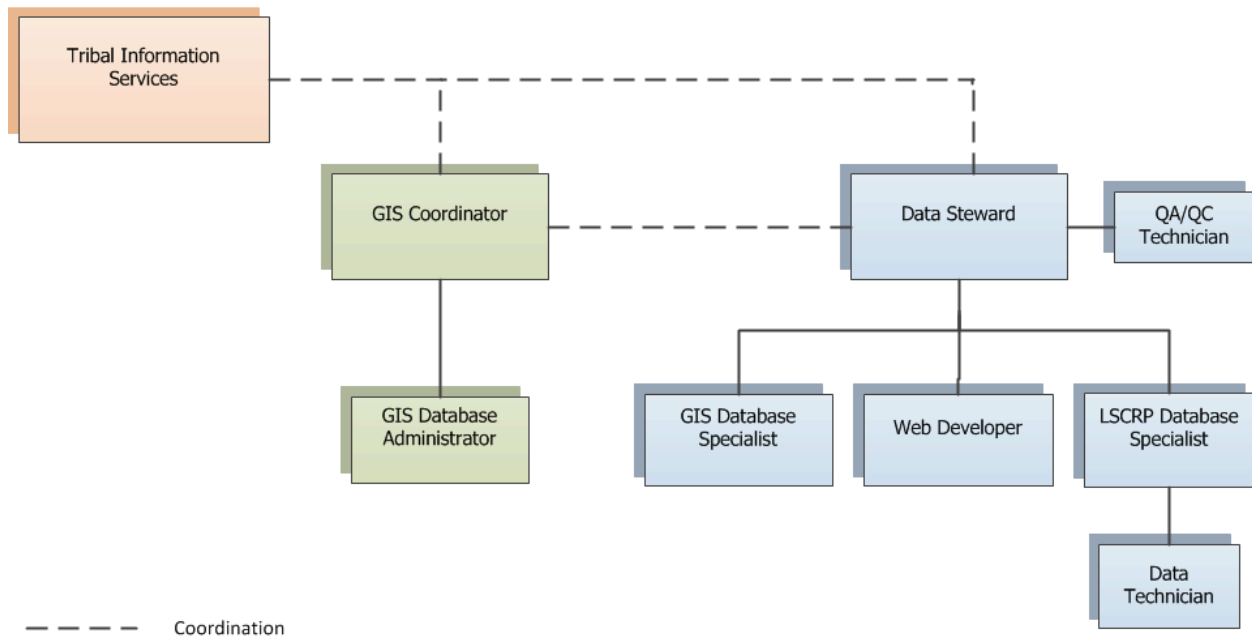 Tribal Information
Services
GIS Coordinator
Data Steward
QA/QC
Technician
GIS Database
Administrator
GIS Database
Specialist
Web Developer
LSCRP Database
Specialist
Data
Technician
Coordination